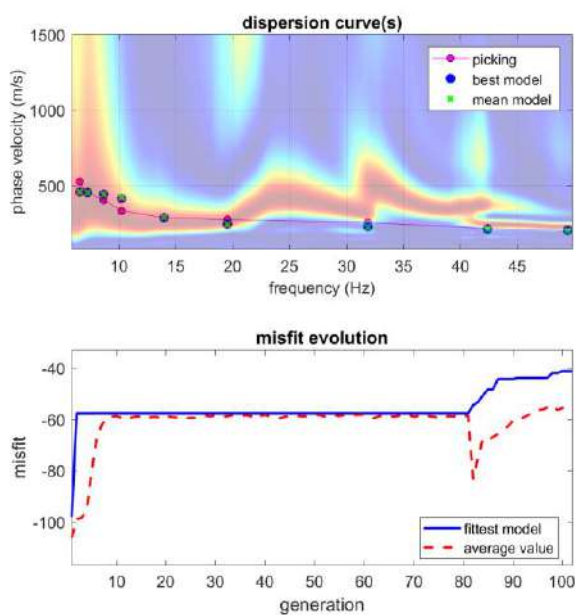 dispersion curve(s)
1500
1000
500
phase velocity (m/s)
picking
best model
mean model
10 15 20 25 30 35 40 45
frequency (Hz)
misfit evolution
-40
-60
-80
-100
misfit
fittest model
average value
10 20 30 40 50 60 70 80 90 100
generation